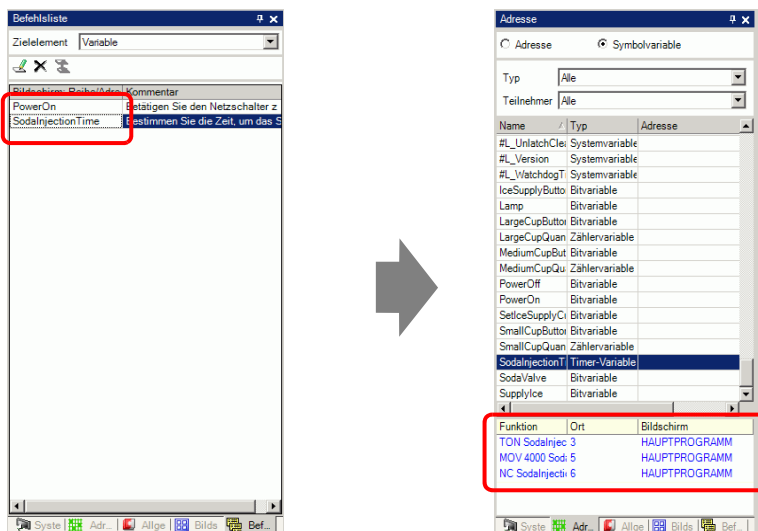 Befehlsliste
Zielelement Variable
Bildschirm: Reihe/Adre Kommentar
PowerOn Betätigen Sie den Netzschalter z
SodaInjectionTime Bestimmen Sie die Zeit, um das S
Syste Adr... Allge Bilds Bef...
Adresse
Adresse Symbolvariable
Typ Alle
Teilnehmer Alle
Name Typ Adresse
#L_UnlatchClea Systemvariable
#L_Version Systemvariable
#L_WatchdogTi Systemvariable
IceSupplyButto Bitvariable
Lamp Bitvariable
LargeCupButtor Bitvariable
LargeCupQuan Zählervariable
MediumCupBut Bitvariable
MediumCupQu Zählervariable
PowerOff Bitvariable
PowerOn Bitvariable
SetIceSupplyCu Bitvariable
SmallCupButtor Bitvariable
SmallCupQuan Zählervariable
SodaInjectionT Timer-Variable
SodaValve Bitvariable
SupplyIce Bitvariable
Funktion Ort Bildschirm
TON SodaInjec 3 HAUPTPROGRAMM
MOV 4000 Soda 5 HAUPTPROGRAMM
NC SodaInjectio 6 HAUPTPROGRAMM
Syste Adr... Allge Bilds Bef...